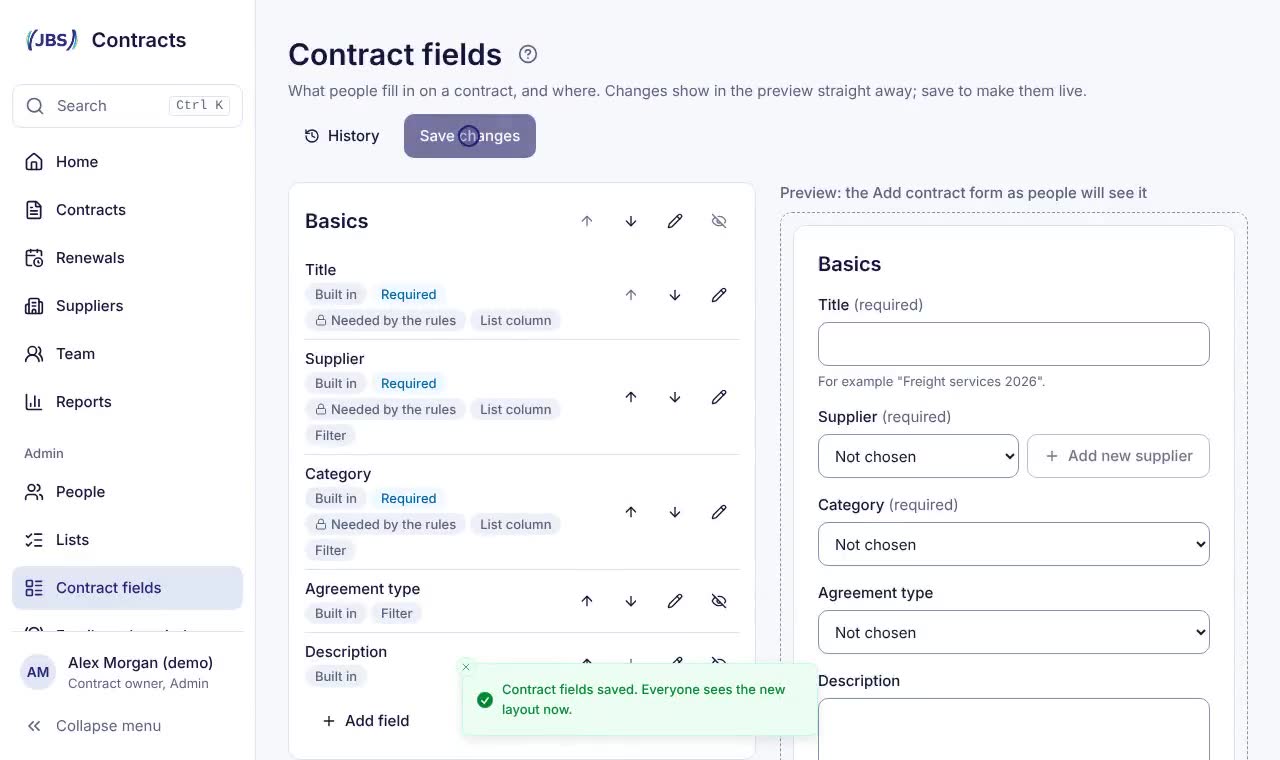 (JBS) Contracts
Search Ctrl K
Home
Contracts
Renewals
Suppliers
Team
Reports
Admin
People
Lists
Contract fields
AM
Alex Morgan (demo)
Contract owner, Admin
Collapse menu
Contract fields
What people fill in on a contract, and where. Changes show in the preview straight away; save to make them live.
History
Save changes
Basics
Title
Built in Required
Needed by the rules List column
Supplier
Built in Required
Needed by the rules List column
Filter
Category
Built in Required
Needed by the rules List column
Filter
Agreement type
Built in Filter
Description
Built in
Add field
Contract fields saved. Everyone sees the new
layout now.
Preview: the Add contract form as people will see it
Basics
Title (required)
For example "Freight services 2026".
Supplier (required)
Not chosen
Add new supplier
Category (required)
Not chosen
Agreement type
Not chosen
Description